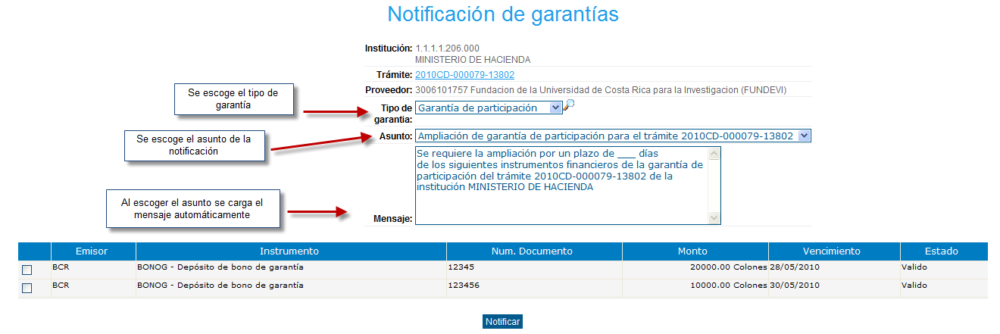 Notificación de garantías
Institución: 1.1.1.1.206.000
MINISTERIO DE HACIENDA
Trámite: 2010CD-000079-13802
Proveedor: 3006101757 Fundacion de la Universidad de Costa Rica para la Investigacion (FUNDEVI)
Se escoge el tipo de
garantía
Tipo de
garantía:
Garantía de participación
Se escoge el asunto de la
notificación
Asunto: Ampliación de garantía de participación para el trámite 2010CD-000079-13802
Se requiere la ampliación por un plazo de ___ días
de los siguientes instrumentos financieros de la garantía de
participación del trámite 2010CD-000079-13802 de la
institución MINISTERIO DE HACIENDA
Al escoger el asunto se carga el
mensaje automáticamente
Mensaje:
Emisor Instrumento Num. Documento Monto Vencimiento Estado
BCR BONOG - Depósito de bono de garantía 12345 20000.00 Colones 28/05/2010 Valido
BCR BONOG - Depósito de bono de garantía 123456 10000.00 Colones 30/05/2010 Valido
Notificar